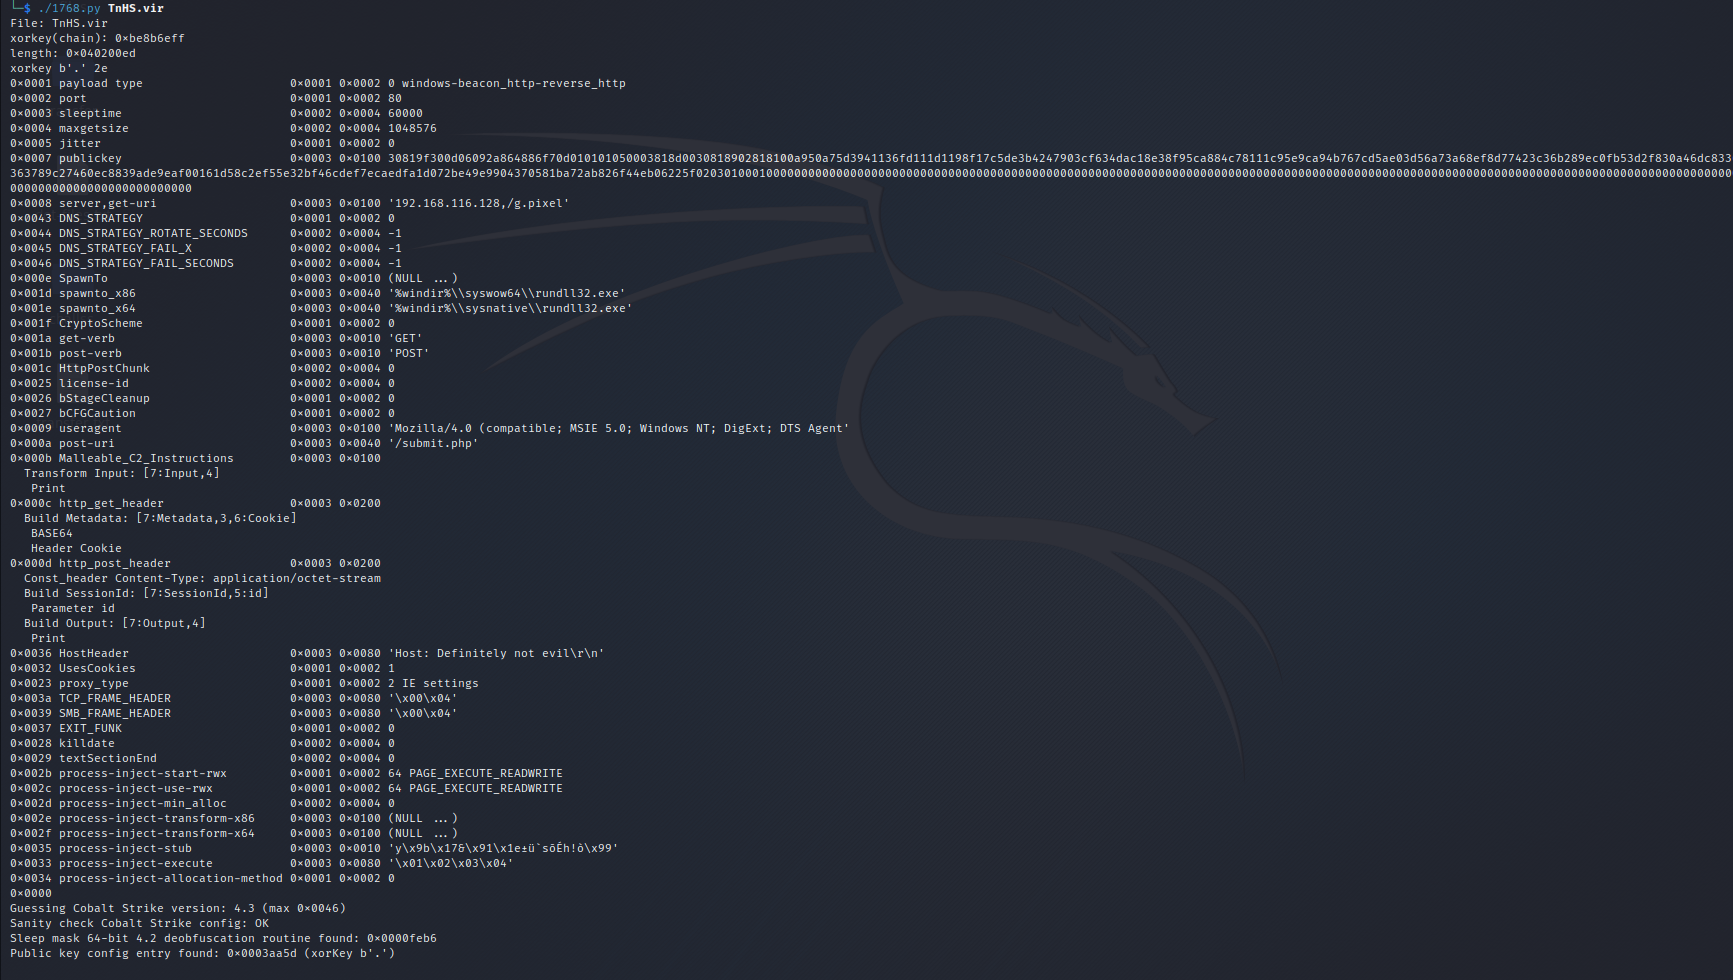 └─$ ./1768.py TnHS.vir
File: TnHS.vir
xorkey(chain): 0×be8b6eff
length: 0×040200ed
xorkey b'.' 2e
0×0001 payload type                     0×0001 0×0002 0 windows-beacon_http-reverse_http
0×0002 port                             0×0001 0×0002 80
0×0003 sleeptime                        0×0002 0×0004 60000
0×0004 maxgetsize                       0×0002 0×0004 1048576
0×0005 jitter                           0×0001 0×0002 0
0×0007 publickey                        0×0003 0×0100 30819f300d06092a864886f70d010101050003818d0030818902818100a950a75d3941136fd111d1198f17c5de3b4247903cf634dac18e38f95ca884c78111c95e9ca94b767cd5ae03d56a73a68ef8d77423c36b289ec0fb53d2f830a46dc833
363789c27460ec8839ade9eaf00161d58c2ef55e32bf46cdef7ecaedfa1d072be49e9904370581ba72ab826f44eb06225f0203010001000000000000000000000000000000000000000000000000000000000000000000000000000000000000000000000000000000000000000000000000000000000000000000
00000000000000000000000000
0×0008 server,get-uri                   0×0003 0×0100 '192.168.116.128,/g.pixel'
0×0043 DNS_STRATEGY                     0×0001 0×0002 0
0×0044 DNS_STRATEGY_ROTATE_SECONDS      0×0002 0×0004 -1
0×0045 DNS_STRATEGY_FAIL_X              0×0002 0×0004 -1
0×0046 DNS_STRATEGY_FAIL_SECONDS        0×0002 0×0004 -1
0×000e SpawnTo                          0×0003 0×0010 (NULL ...)
0×001d spawnto_x86                      0×0003 0×0040 '%windir%\\syswow64\\rundll32.exe'
0×001e spawnto_x64                      0×0003 0×0040 '%windir%\\sysnative\\rundll32.exe'
0×001f CryptoScheme                     0×0001 0×0002 0
0×001a get-verb                         0×0003 0×0010 'GET'
0×001b post-verb                        0×0003 0×0010 'POST'
0×001c HttpPostChunk                    0×0002 0×0004 0
0×0025 license-id                       0×0002 0×0004 0
0×0026 bStageCleanup                    0×0001 0×0002 0
0×0027 bCFGCaution                      0×0001 0×0002 0
0×0009 useragent                        0×0003 0×0100 'Mozilla/4.0 (compatible; MSIE 5.0; Windows NT; DigExt; DTS Agent'
0×000a post-uri                         0×0003 0×0040 '/submit.php'
0×000b Malleable_C2_Instructions        0×0003 0×0100
  Transform Input: [7:Input,4]
   Print
0×000c http_get_header                  0×0003 0×0200
  Build Metadata: [7:Metadata,3,6:Cookie]
   BASE64
   Header Cookie
0×000d http_post_header                 0×0003 0×0200
  Const_header Content-Type: application/octet-stream
  Build SessionId: [7:SessionId,5:id]
   Parameter id
  Build Output: [7:Output,4]
   Print
0×0036 HostHeader                       0×0003 0×0080 'Host: Definitely not evil\r\n'
0×0032 UsesCookies                      0×0001 0×0002 1
0×0023 proxy_type                       0×0001 0×0002 2 IE settings
0×003a TCP_FRAME_HEADER                 0×0003 0×0080 '\x00\x04'
0×0039 SMB_FRAME_HEADER                 0×0003 0×0080 '\x00\x04'
0×0037 EXIT_FUNK                        0×0001 0×0002 0
0×0028 killdate                         0×0002 0×0004 0
0×0029 textSectionEnd                   0×0002 0×0004 0
0×002b process-inject-start-rwx         0×0001 0×0002 64 PAGE_EXECUTE_READWRITE
0×002c process-inject-use-rwx           0×0001 0×0002 64 PAGE_EXECUTE_READWRITE
0×002d process-inject-min_alloc         0×0002 0×0004 0
0×002e process-inject-transform-x86     0×0003 0×0100 (NULL ...)
0×002f process-inject-transform-x64     0×0003 0×0100 (NULL ...)
0×0035 process-inject-stub              0×0003 0×0010 'y\x9b\x17&\x91\x1e±ü`sõÊh!ò\x99'
0×0033 process-inject-execute           0×0003 0×0080 '\x01\x02\x03\x04'
0×0034 process-inject-allocation-method 0×0001 0×0002 0
0×0000
Guessing Cobalt Strike version: 4.3 (max 0×0046)
Sanity check Cobalt Strike config: OK
Sleep mask 64-bit 4.2 deobfuscation routine found: 0×0000feb6
Public key config entry found: 0×0003aa5d (xorKey b'.')